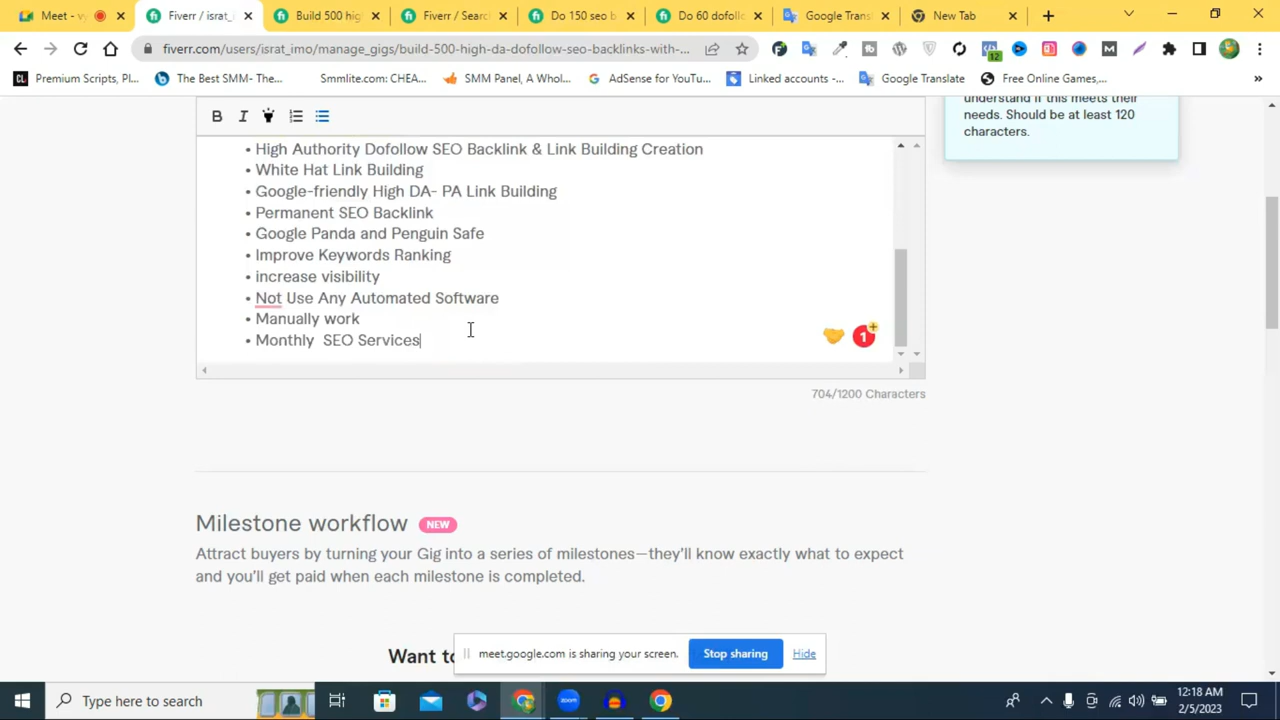 Meet - vy
Fiverr / israt_i
Build 500 hig
Fiverr / Searc
Do 150 seo b
Do 60 dofoll
Google Trans
New Tab
fiverr.com/users/israt_imo/manage_gigs/build-500-high-da-dofollow-seo-backlinks-with-...
12
Premium Scripts, Pl...
The Best SMM- The...
Smmlite.com: CHEA...
SMM Panel, A Whol...
AdSense for YouTu...
Linked accounts -...
Google Translate
Free Online Games,...
»
B I
understand if this meets their
needs. Should be at least 120
characters.
• High Authority Dofollow SEO Backlink & Link Building Creation
• White Hat Link Building
• Google-friendly High DA- PA Link Building
• Permanent SEO Backlink
• Google Panda and Penguin Safe
• Improve Keywords Ranking
• increase visibility
• Not Use Any Automated Software
• Manually work
• Monthly  SEO Services
1
704/1200 Characters
Milestone workflow NEW
Attract buyers by turning your Gig into a series of milestones—they'll know exactly what to expect
and you'll get paid when each milestone is completed.
Want to
meet.google.com is sharing your screen. Stop sharing Hide
Type here to search
12:18 AM
2/5/2023